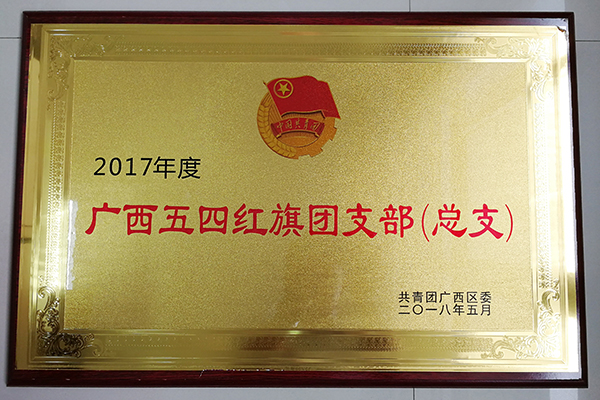 中国共青团
2017年度
广西五四红旗团支部(总支)
共青团广西区委
二〇一八年五月